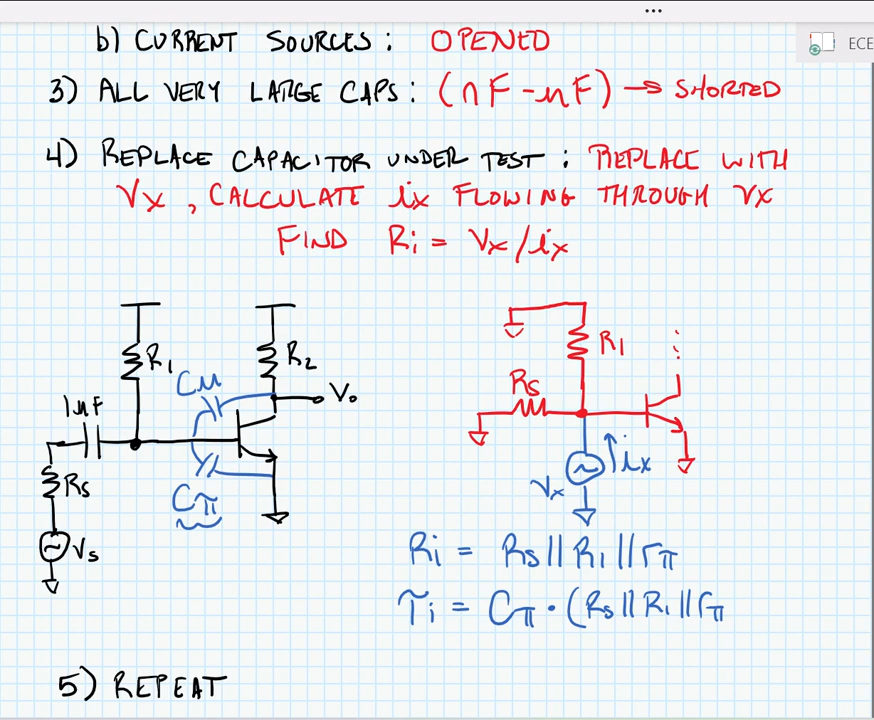 b) CURRENT SOURCES: OPENED
ECE
3) ALL VERY LARGE CAPS: (nF - uF) → SHORTED
4) REPLACE CAPACITOR UNDER TEST: REPLACE WITH
Vx, CALCULATE ix FLOWING THROUGH Vx
FIND Ri = Vx/ix
R1
R2
Cμ
Vo
1μF
Rs
Vs
Cπ
R1
Rs
Vx
ix
Ri = Rs||R1||rπ
τi = Cπ · (Rs||R1||rπ
5) REPEAT